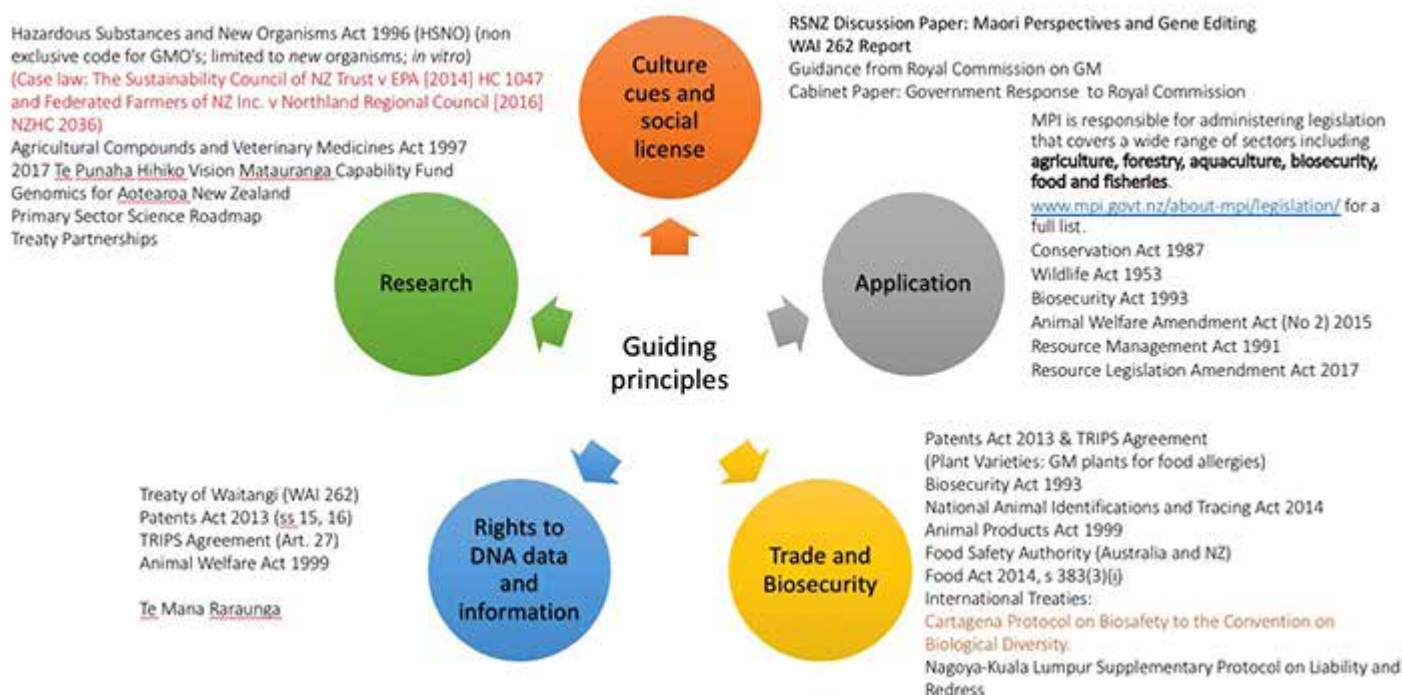 Hazardous Substances and New Organisms Act 1996 (HSNO) (non
exclusive code for GMO's; limited to new organisms; in vitro)
(Case law: The Sustainability Council of NZ Trust v EPA [2014] HC 1047
and Federated Farmers of NZ Inc. v Northland Regional Council [2016]
NZHC 2036)
Agricultural Compounds and Veterinary Medicines Act 1997
2017 Te Punaha Hihiko Vision Matauranga Capability Fund
Genomics for Aotearoa New Zealand
Primary Sector Science Roadmap
Treaty Partnerships
Culture
cues and
social
license
RSNZ Discussion Paper: Maori Perspectives and Gene Editing
WAI 262 Report
Guidance from Royal Commission on GM
Cabinet Paper: Government Response to Royal Commission
MPI is responsible for administering legislation
that covers a wide range of sectors including
agriculture, forestry, aquaculture, biosecurity,
food and fisheries.
www.mpi.govt.nz/about-mpi/legislation/ for a
full list.
Conservation Act 1987
Wildlife Act 1953
Biosecurity Act 1993
Animal Welfare Amendment Act (No 2) 2015
Resource Management Act 1991
Resource Legislation Amendment Act 2017
Research
Application
Guiding
principles
Treaty of Waitangi (WAI 262)
Patents Act 2013 (ss 15, 16)
TRIPS Agreement (Art. 27)
Animal Welfare Act 1999
Te Mana Raraunga
Rights to
DNA data
and
information
Trade and
Biosecurity
Patents Act 2013 & TRIPS Agreement
(Plant Varieties: GM plants for food allergies)
Biosecurity Act 1993
National Animal Identifications and Tracing Act 2014
Animal Products Act 1999
Food Safety Authority (Australia and NZ)
Food Act 2014, s 383(3)(i)
International Treaties:
Cartagena Protocol on Biosafety to the Convention on
Biological Diversity.
Nagoya-Kuala Lumpur Supplementary Protocol on Liability and
Redress